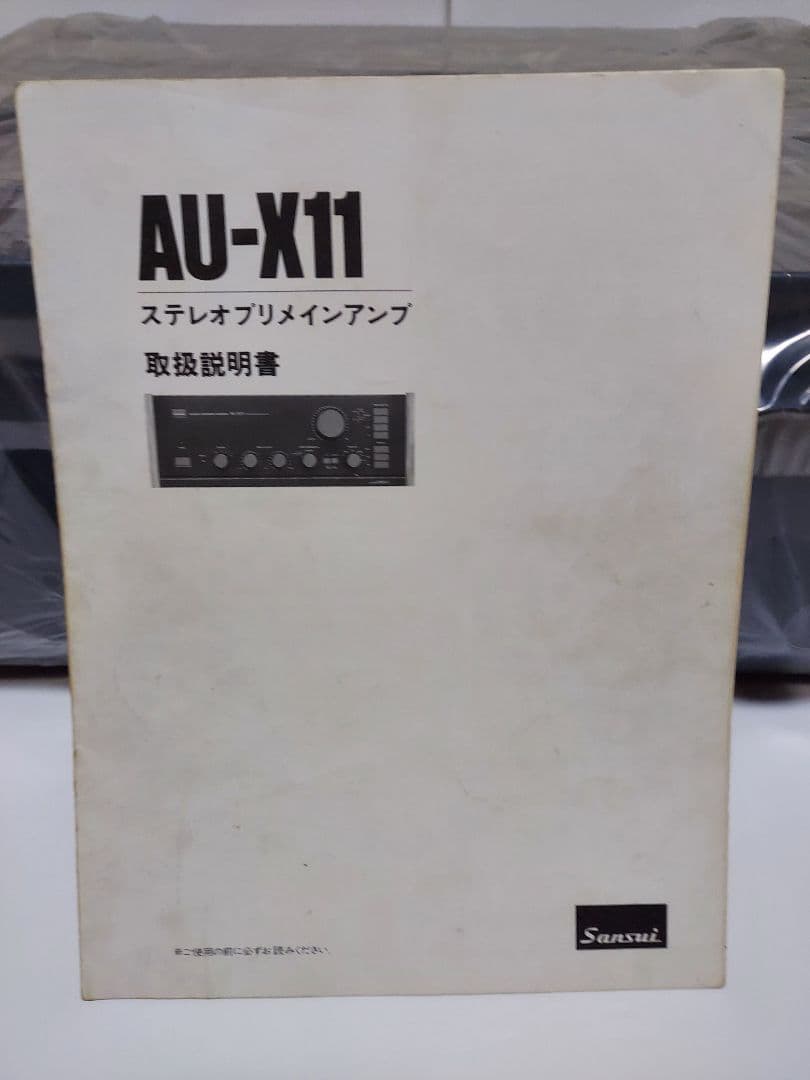 AU-X11
ステレオプリメインアンプ
取扱説明書
※ご使用の前に必ずお読みください。
Sansui